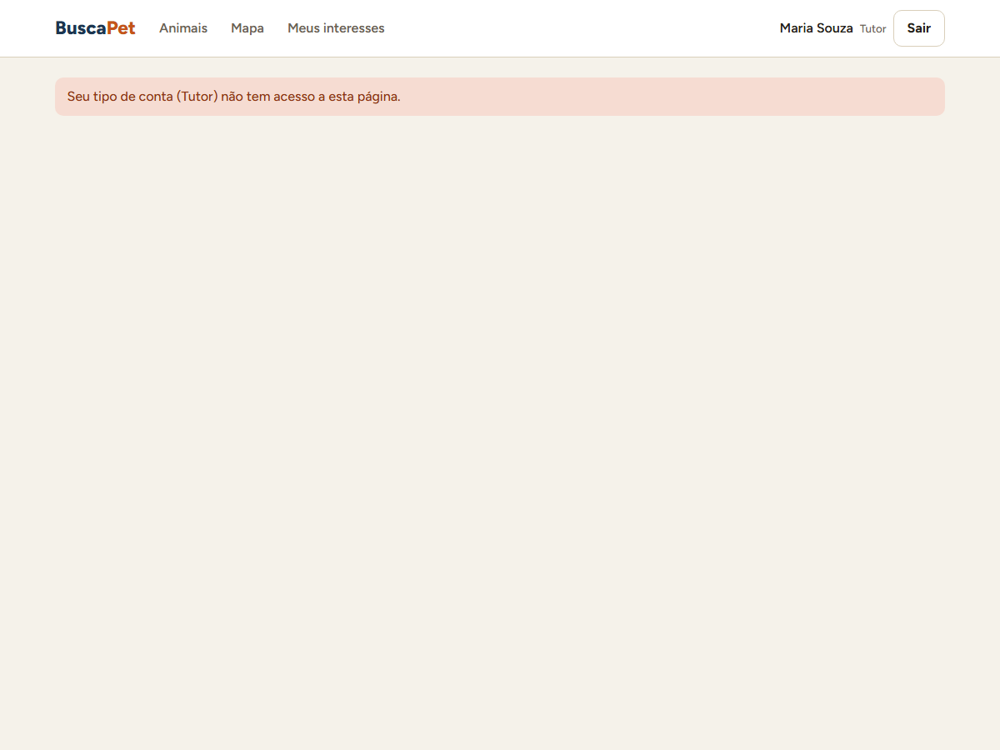 BuscaPet Animais Mapa Meus interesses Maria Souza Tutor Sair
Seu tipo de conta (Tutor) não tem acesso a esta página.